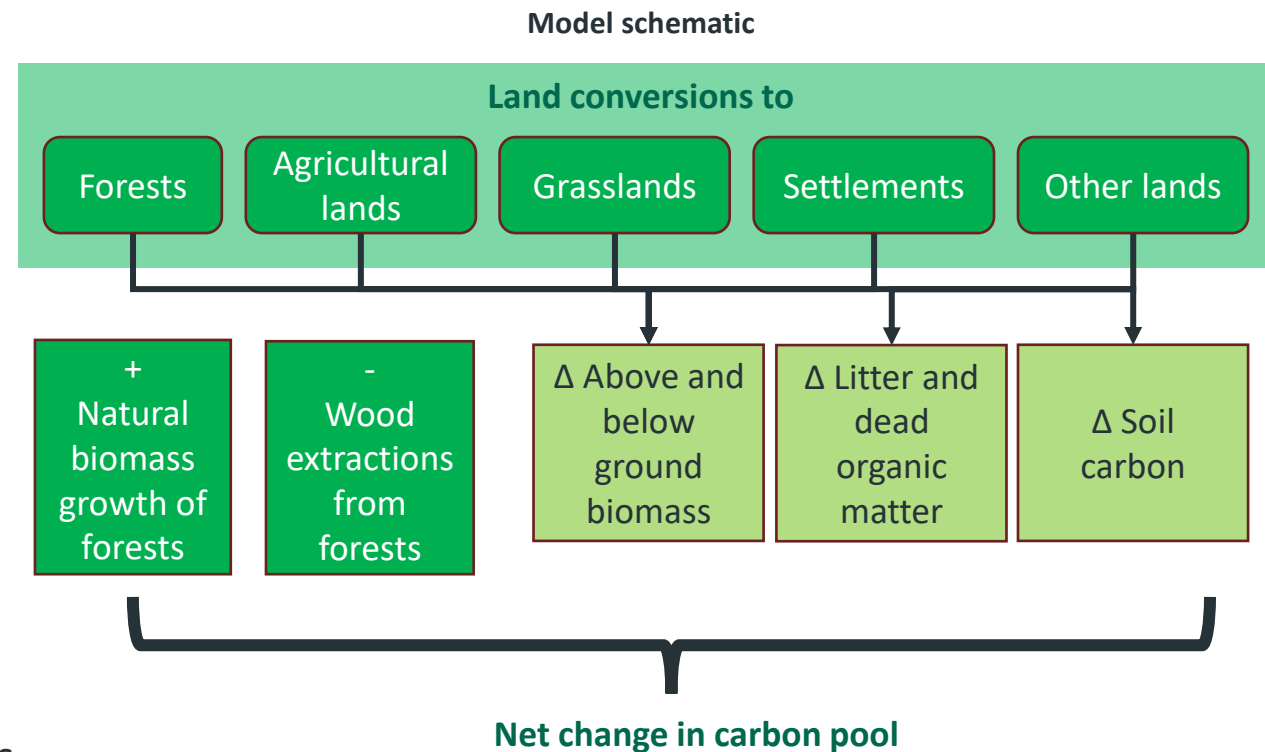 Model schematic
Land conversions to
Forests
Agricultural
lands
Grasslands
Settlements
Other lands
+
Natural
biomass
growth of
forests
-
Wood
extractions
from
forests
Δ Above and
below
ground
biomass
Δ Litter and
dead
organic
matter
Δ Soil
carbon
Net change in carbon pool